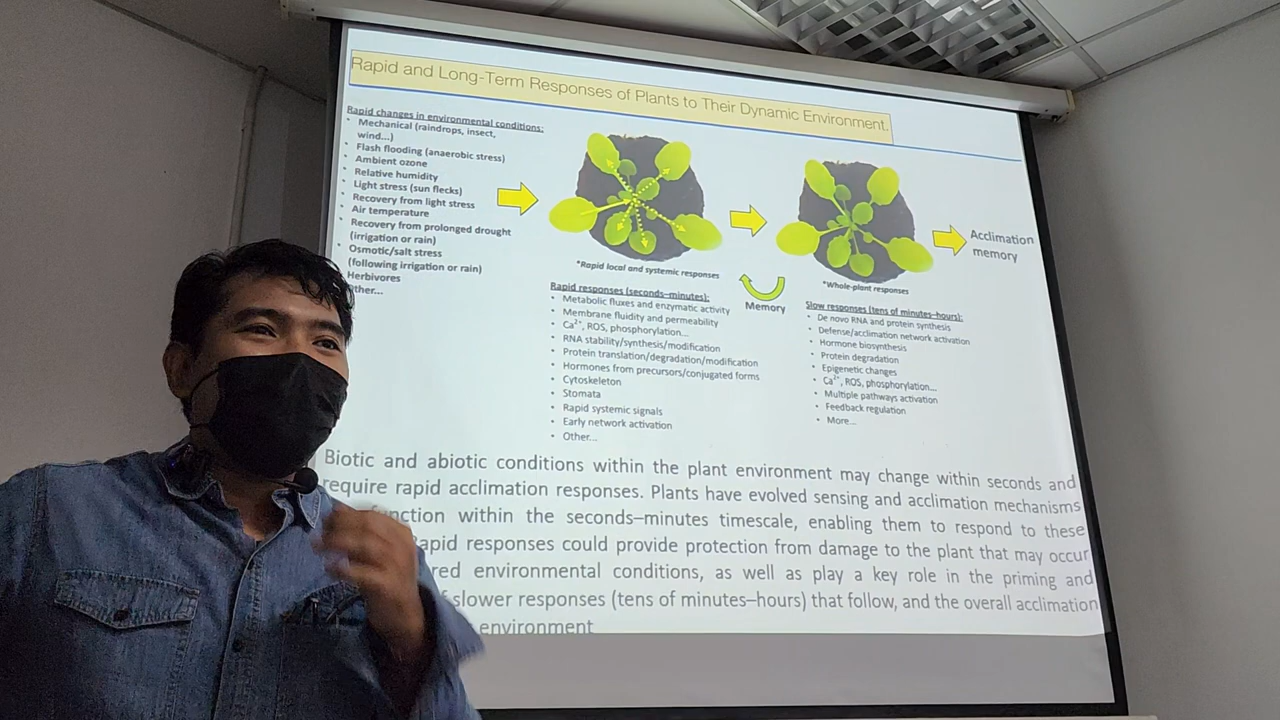 Rapid and Long-Term Responses of Plants to Their Dynamic Environment.
Rapid changes in environmental conditions:
• Mechanical (raindrops, insect,
wind...)
• Flash flooding (anaerobic stress)
• Ambient ozone
• Relative humidity
• Light stress (sun flecks)
• Recovery from light stress
• Air temperature
• Recovery from prolonged drought
(irrigation or rain)
• Osmotic/salt stress
(following irrigation or rain)
Herbivores
ther...
*Rapid local and systemic responses
Rapid responses (seconds–minutes):
• Metabolic fluxes and enzymatic activity
• Membrane fluidity and permeability
• Ca²⁺, ROS, phosphorylation...
• RNA stability/synthesis/modification
• Protein translation/degradation/modification
• Hormones from precursors/conjugated forms
• Cytoskeleton
• Stomata
• Rapid systemic signals
• Early network activation
• Other...
Memory
*Whole-plant responses
Slow responses (tens of minutes–hours):
• De novo RNA and protein synthesis
• Defense/acclimation network activation
• Hormone biosynthesis
• Protein degradation
• Epigenetic changes
• Ca²⁺, ROS, phosphorylation...
• Multiple pathways activation
• Feedback regulation
• More...
Acclimation
memory
Biotic and abiotic conditions within the plant environment may change within seconds and
require rapid acclimation responses. Plants have evolved sensing and acclimation mechanisms
function within the seconds–minutes timescale, enabling them to respond to these
apid responses could provide protection from damage to the plant that may occur
red environmental conditions, as well as play a key role in the priming and
slower responses (tens of minutes–hours) that follow, and the overall acclimation
environment